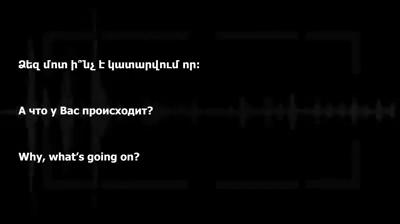 Ձեզ մոտ ի՞նչ է կատարվում որ:
А что у Вас происходит?
Why, what's going on?